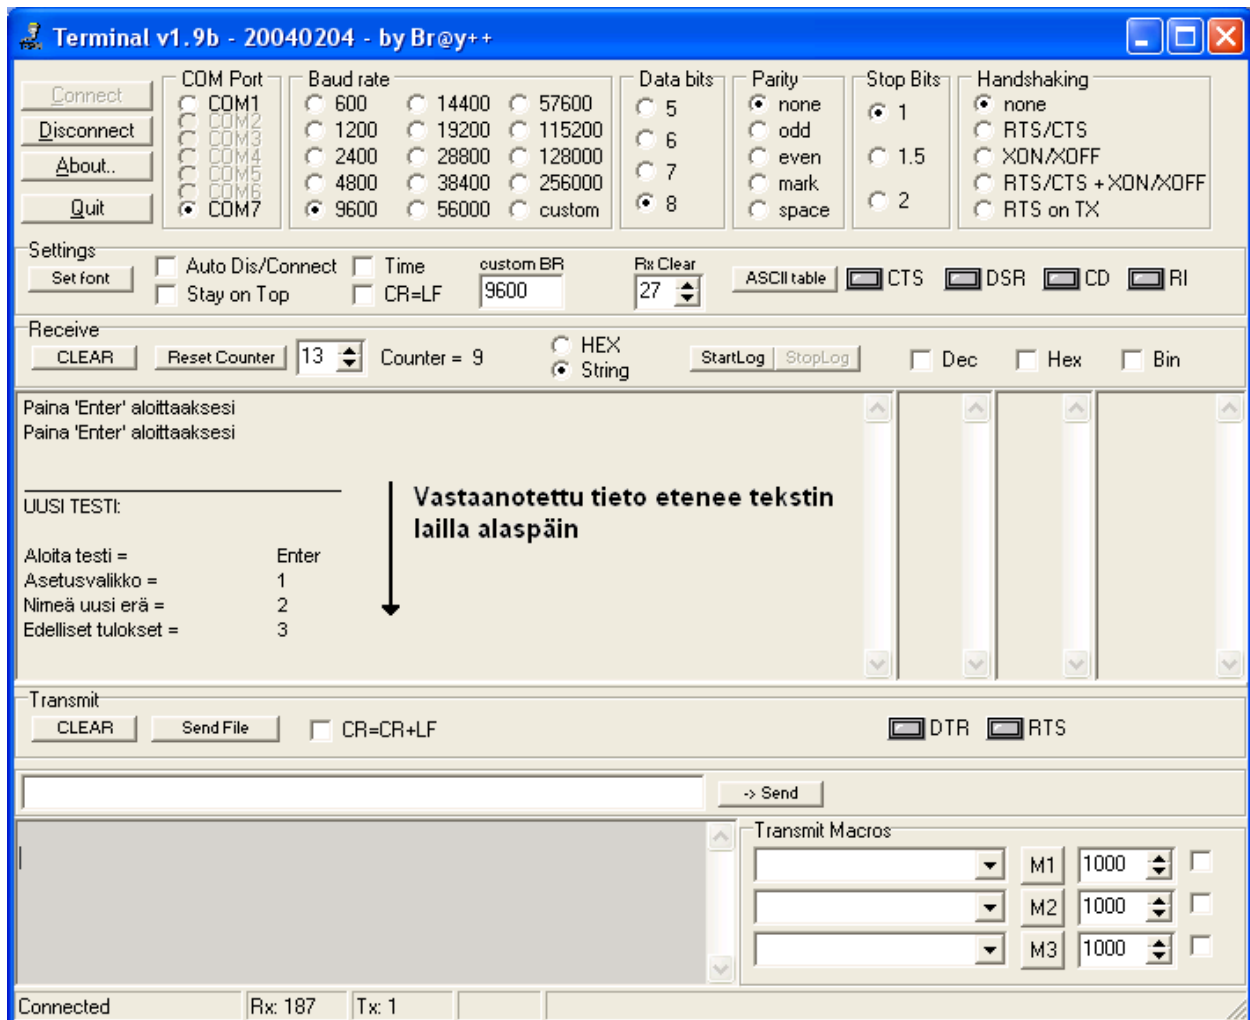 Terminal v1.9b - 20040204 - by Br@y++
Connect
Disconnect
About..
Quit
COM Port
COM1
COM2
COM3
COM4
COM5
COM6
COM7
Baud rate
600
1200
2400
4800
9600
14400
19200
28800
38400
56000
57600
115200
128000
256000
custom
Data bits
5
6
7
8
Parity
none
odd
even
mark
space
Stop Bits
1
1.5
2
Handshaking
none
RTS/CTS
XON/XOFF
RTS/CTS + XON/XOFF
RTS on TX
Settings
Set font
Auto Dis/Connect
Stay on Top
Time
CR=LF
custom BR
9600
Rx Clear
27
ASCII table
CTS
DSR
CD
RI
Receive
CLEAR
Reset Counter
13
Counter = 9
HEX
String
StartLog
StopLog
Dec
Hex
Bin
Paina 'Enter' aloittaaksesi
Paina 'Enter' aloittaaksesi
UUSI TESTI:
Aloita testi = Enter
Asetusvalikko = 1
Nimeä uusi erä = 2
Edelliset tulokset = 3
Vastaanotettu tieto etenee tekstin
lailla alaspäin
Transmit
CLEAR
Send File
CR=CR+LF
DTR
RTS
-> Send
Transmit Macros
M1
1000
M2
1000
M3
1000
Connected
Rx: 187
Tx: 1